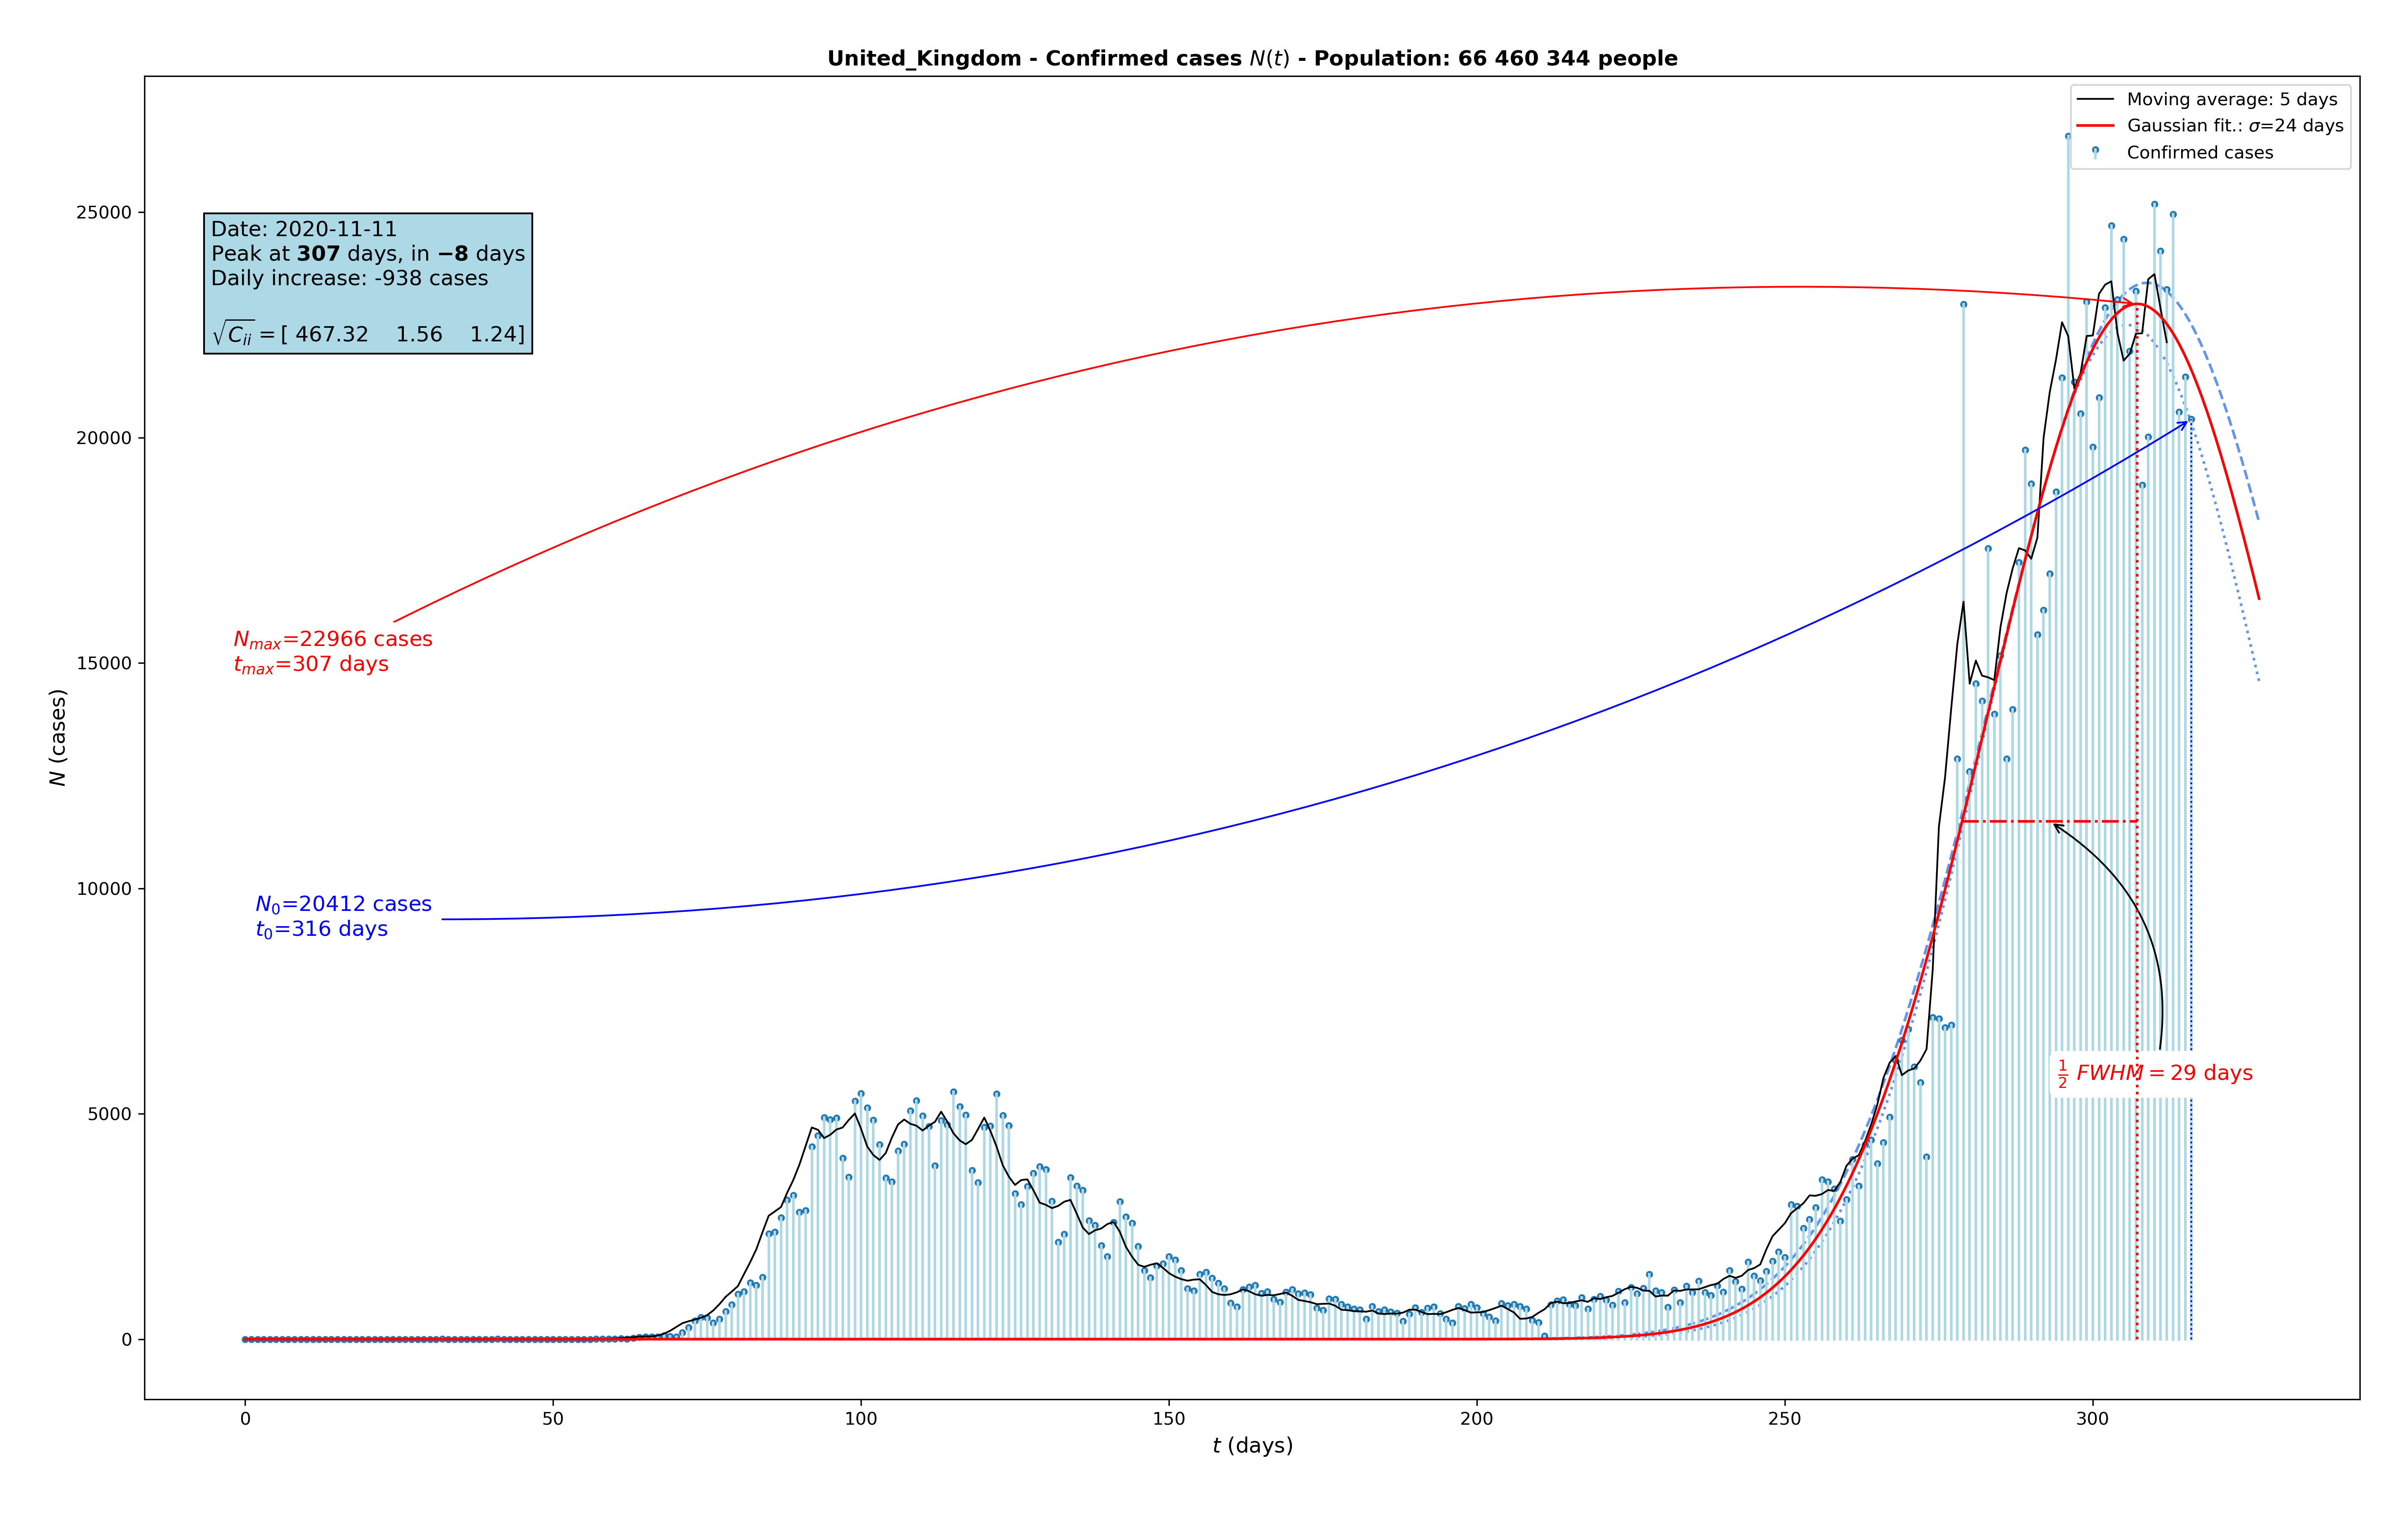 United_Kingdom - Confirmed cases N(t) - Population: 66 460 344 people
Moving average: 5 days
Gaussian fit.: σ=24 days
Confirmed cases
Date: 2020-11-11
Peak at 307 days, in −8 days
Daily increase: -938 cases
√C_ii = [ 467.32 1.56 1.24]
N_max=22966 cases
t_max=307 days
N_0=20412 cases
t_0=316 days
1/2 FWHM = 29 days
N (cases)
25000
20000
15000
10000
5000
0
0 50 100 150 200 250 300
t (days)